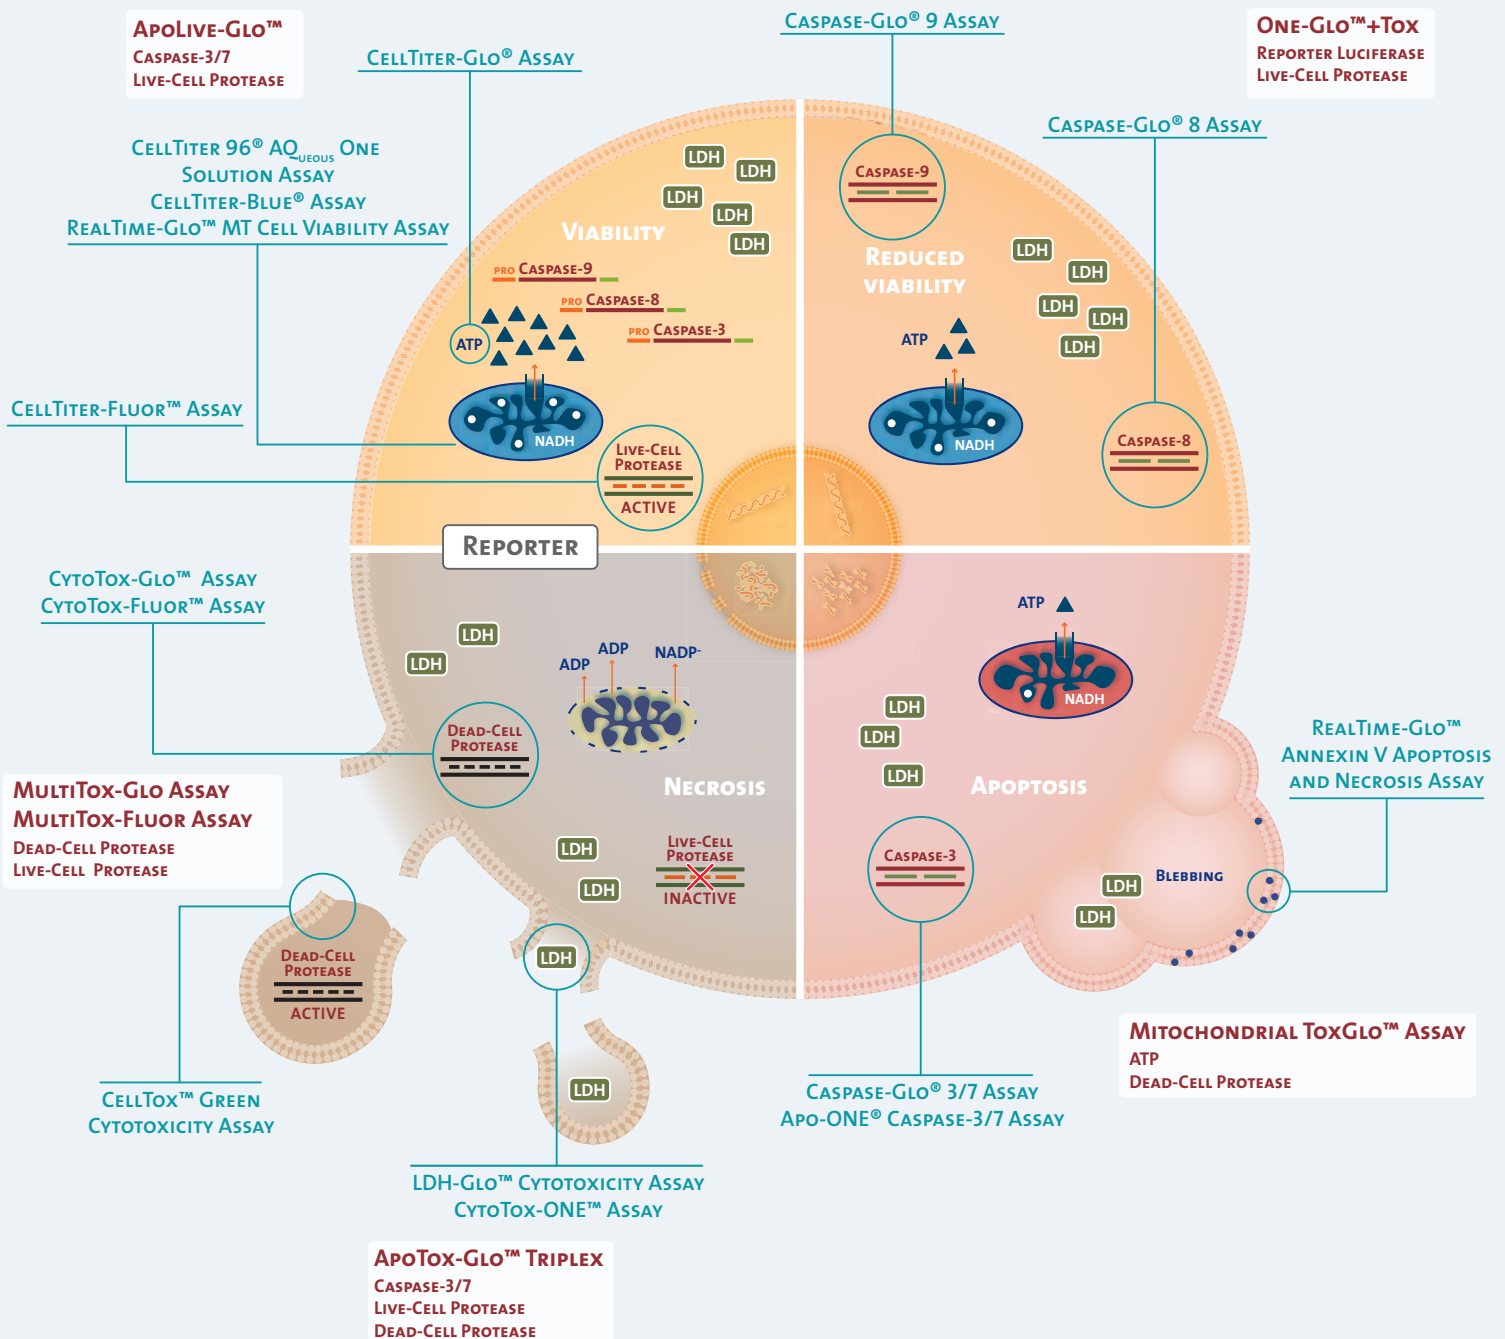 ApoLive-Glo™
Caspase-3/7
Live-Cell Protease
CellTiter-Glo® Assay
Caspase-Glo® 9 Assay
One-Glo™+Tox
Reporter Luciferase
Live-Cell Protease
Caspase-Glo® 8 Assay
CellTiter 96® AQueous One
Solution Assay
CellTiter-Blue® Assay
RealTime-Glo™ MT Cell Viability Assay
LDH
LDH
LDH
LDH
LDH
Viability
pro Caspase-9
pro Caspase-8
pro Caspase-3
ATP
NADH
Live-Cell
Protease
ACTIVE
CellTiter-Fluor™ Assay
Caspase-9
Reduced
viability
LDH
LDH
LDH
LDH
LDH
ATP
NADH
Caspase-8
Reporter
CytoTox-Glo™ Assay
CytoTox-Fluor™ Assay
LDH
LDH
ADP
ADP
NADP-
Dead-Cell
Protease
Necrosis
LDH
LDH
Live-Cell
Protease
INACTIVE
LDH
LDH
ATP
NADH
LDH
LDH
LDH
Apoptosis
Caspase-3
LDH
LDH
Blebbing
RealTime-Glo™
Annexin V Apoptosis
and Necrosis Assay
MultiTox-Glo Assay
MultiTox-Fluor Assay
Dead-Cell Protease
Live-Cell Protease
Dead-Cell
Protease
ACTIVE
CellTox™ Green
Cytotoxicity Assay
Mitochondrial ToxGlo™ Assay
ATP
Dead-Cell Protease
Caspase-Glo® 3/7 Assay
Apo-ONE® Caspase-3/7 Assay
LDH-Glo™ Cytotoxicity Assay
CytoTox-ONE™ Assay
ApoTox-Glo™ Triplex
Caspase-3/7
Live-Cell Protease
Dead-Cell Protease